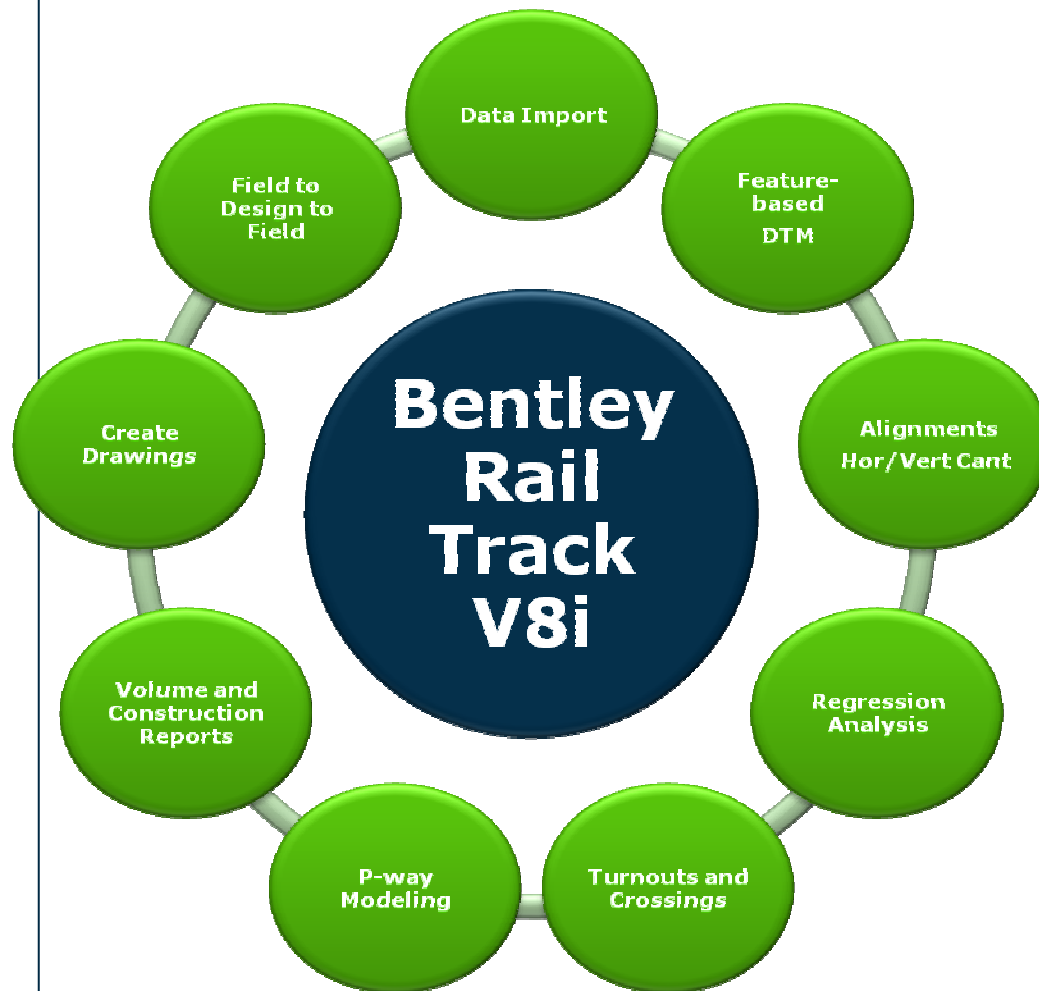 Data Import
Feature-
based
DTM
Alignments
Hor/Vert Cant
Regression
Analysis
Turnouts and
Crossings
P-way
Modeling
Volume and
Construction
Reports
Create
Drawings
Field to
Design to
Field
Bentley
Rail
Track
V8i